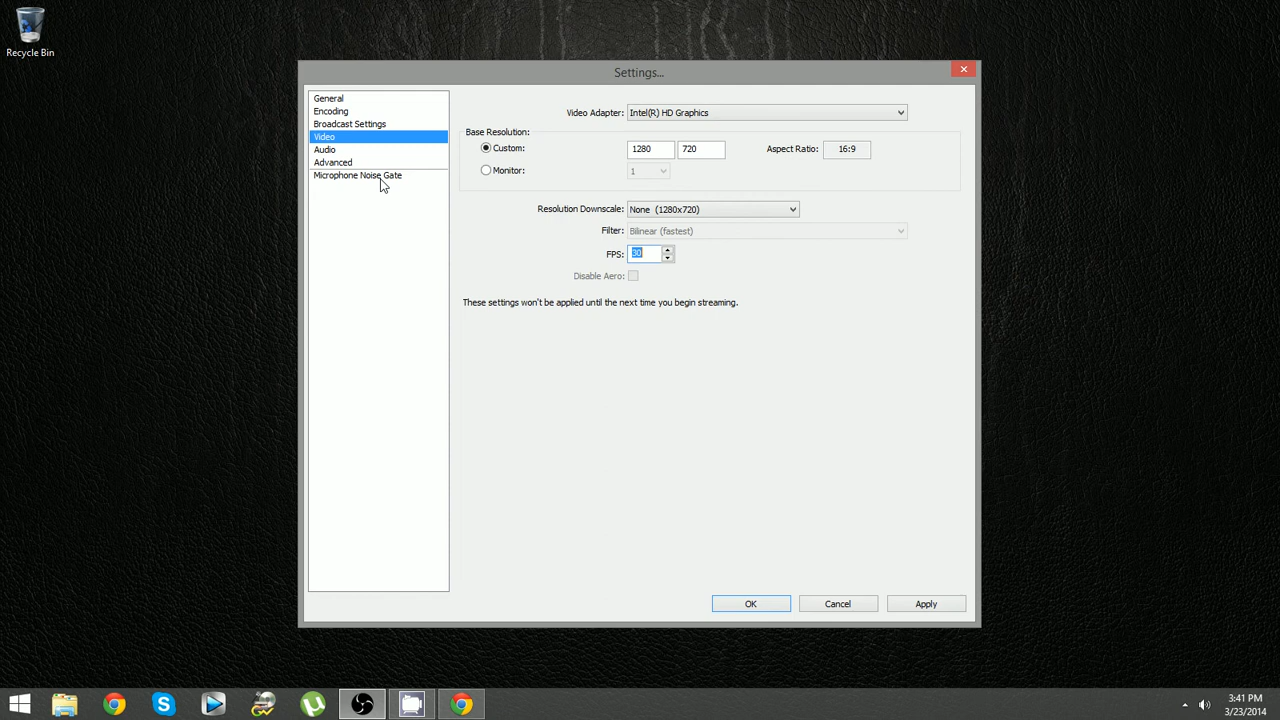 Recycle Bin
Settings...
General
Encoding
Broadcast Settings
Video
Audio
Advanced
Microphone Noise Gate
Video Adapter: Intel(R) HD Graphics
Base Resolution:
Custom: 1280 720 Aspect Ratio: 16:9
Monitor: 1
Resolution Downscale: None (1280x720)
Filter: Bilinear (fastest)
FPS: 30
Disable Aero:
These settings won't be applied until the next time you begin streaming.
OK Cancel Apply
3:41 PM
3/23/2014